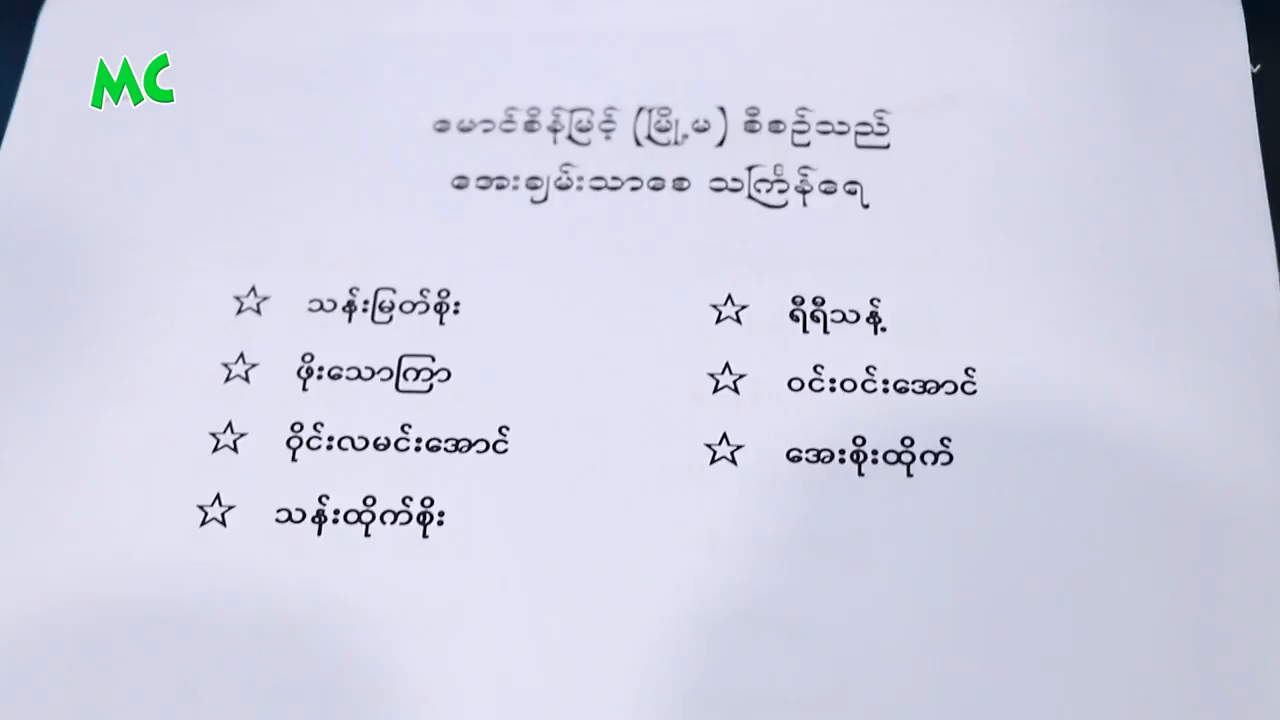 MC
မောင်စိန်မြင့် (မြို့မ) စီစဉ်သည်
အေးချမ်းသာစေ သင်္ကြန်ရေ
☆ သန်းမြတ်စိုး
☆ ဖိုးသောကြာ
☆ ဝိုင်းလမင်းအောင်
☆ သန်းထိုက်စိုး
☆ ရီရီသန့်
☆ ဝင်းဝင်းအောင်
☆ အေးစိုးထိုက်